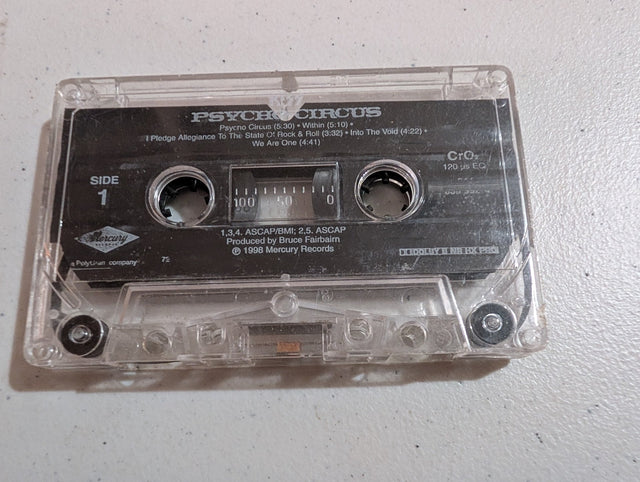 PSYCHO CIRCUS
Psycho Circus (5:30) • Within (5:10) •
I Pledge Allegiance To The State Of Rock & Roll (3:32) • Into The Void (4:22) •
We Are One (4:41)
SIDE
1
CrO₂
120 µs EQ
100 50 0
Mercury
a PolyGram company
1,3,4. ASCAP/BMI; 2,5. ASCAP
Produced by Bruce Fairbairn
℗ 1998 Mercury Records
DOLBY B NR HX PRO